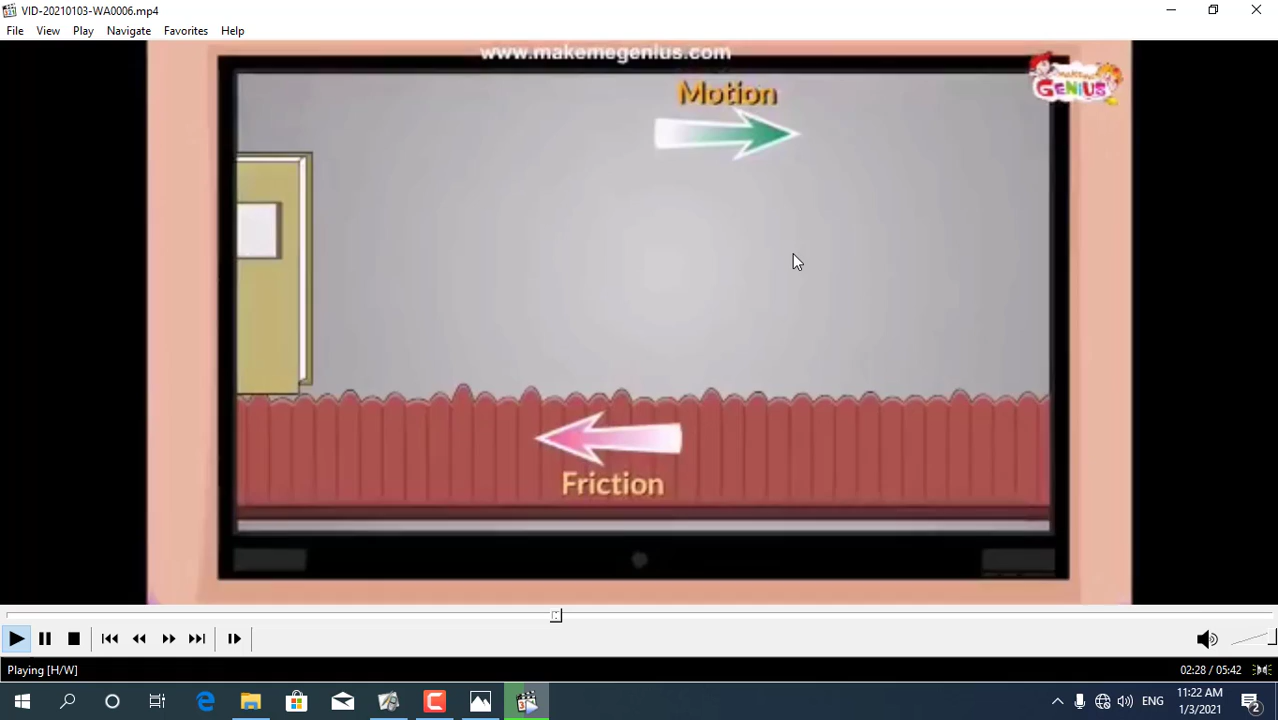 VID-20210103-WA0006.mp4
File View Play Navigate Favorites Help
www.makemegenius.com
GENIUS
Motion
Friction
Playing [H/W]
02:28 / 05:42
ENG
11:22 AM
1/3/2021
2